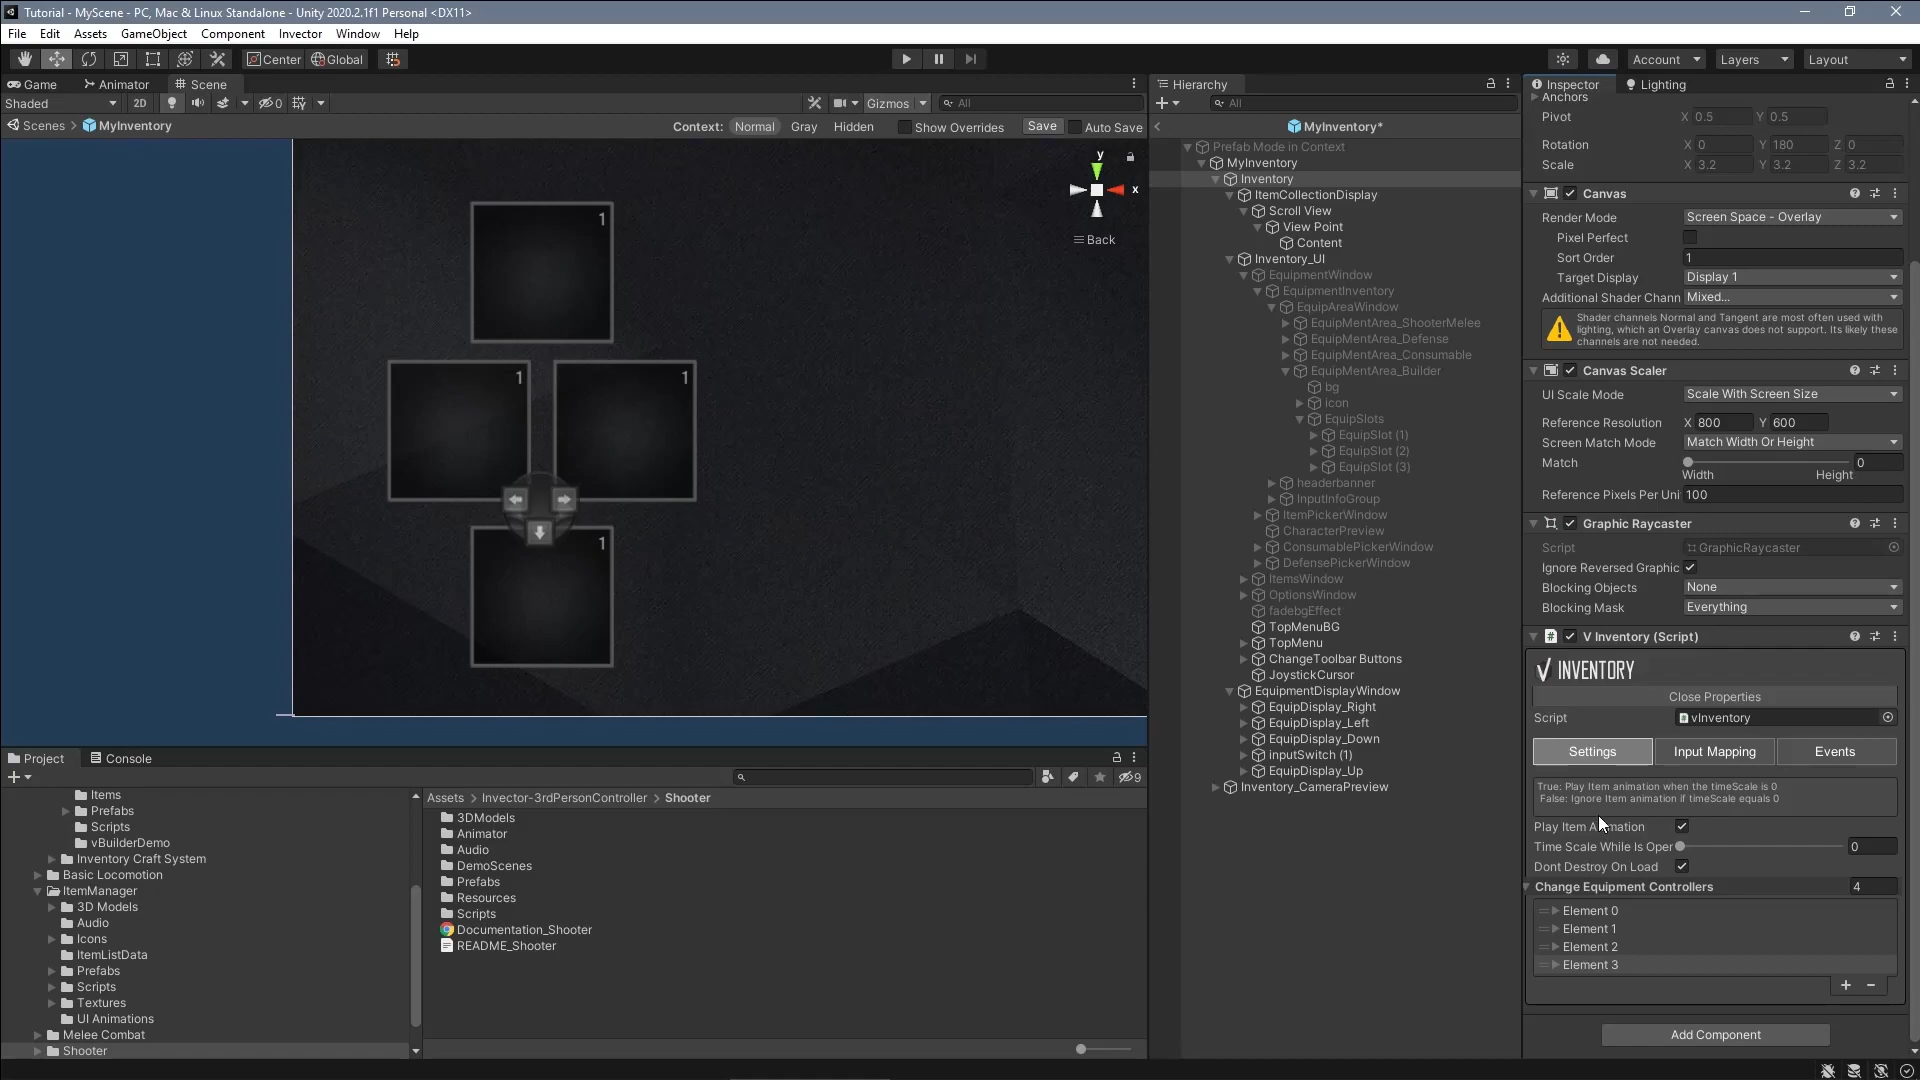 Tutorial - MyScene - PC, Mac & Linux Standalone - Unity 2020.2.1f1 Personal <DX11>
File Edit Assets GameObject Component Invector Window Help
Center Global Account Layers Layout
Game Animator Scene
Shaded 2D 0 Gizmos All
Scenes MyInventory Context: Normal Gray Hidden Show Overrides Save Auto Save
y
x
Back
1
1
1
1
Hierarchy
All
MyInventory*
Prefab Mode in Context
MyInventory
Inventory
ItemCollectionDisplay
Scroll View
View Point
Content
Inventory_UI
EquipmentWindow
EquipmentInventory
EquipAreaWindow
EquipMentArea_ShooterMelee
EquipMentArea_Defense
EquipMentArea_Consumable
EquipMentArea_Builder
bg
icon
EquipSlots
EquipSlot (1)
EquipSlot (2)
EquipSlot (3)
headerbanner
InputInfoGroup
ItemPickerWindow
CharacterPreview
ConsumablePickerWindow
DefensePickerWindow
ItemsWindow
OptionsWindow
fadebgEffect
TopMenuBG
TopMenu
ChangeToolbar Buttons
JoystickCursor
EquipmentDisplayWindow
EquipDisplay_Right
EquipDisplay_Left
EquipDisplay_Down
inputSwitch (1)
EquipDisplay_Up
Inventory_CameraPreview
Inspector Lighting
Anchors
Pivot X 0.5 Y 0.5
Rotation X 0 Y 180 Z 0
Scale X 3.2 Y 3.2 Z 3.2
Canvas
Render Mode Screen Space - Overlay
Pixel Perfect
Sort Order 1
Target Display Display 1
Additional Shader Chann Mixed...
Shader channels Normal and Tangent are most often used with
lighting, which an Overlay canvas does not support. Its likely these
channels are not needed.
Canvas Scaler
UI Scale Mode Scale With Screen Size
Reference Resolution X 800 Y 600
Screen Match Mode Match Width Or Height
Match 0
Width Height
Reference Pixels Per Uni 100
Graphic Raycaster
Script GraphicRaycaster
Ignore Reversed Graphic
Blocking Objects None
Blocking Mask Everything
V Inventory (Script)
INVENTORY
Close Properties
Script vInventory
Settings Input Mapping Events
True: Play Item animation when the timeScale is 0
False: Ignore Item animation if timeScale equals 0
Play Item Animation
Time Scale While Is Oper 0
Dont Destroy On Load
Change Equipment Controllers 4
Element 0
Element 1
Element 2
Element 3
+ -
Add Component
Project Console
9
Items
Prefabs
Scripts
vBuilderDemo
Inventory Craft System
Basic Locomotion
ItemManager
3D Models
Audio
Icons
ItemListData
Prefabs
Scripts
Textures
UI Animations
Melee Combat
Shooter
Assets > Invector-3rdPersonController > Shooter
3DModels
Animator
Audio
DemoScenes
Prefabs
Resources
Scripts
Documentation_Shooter
README_Shooter